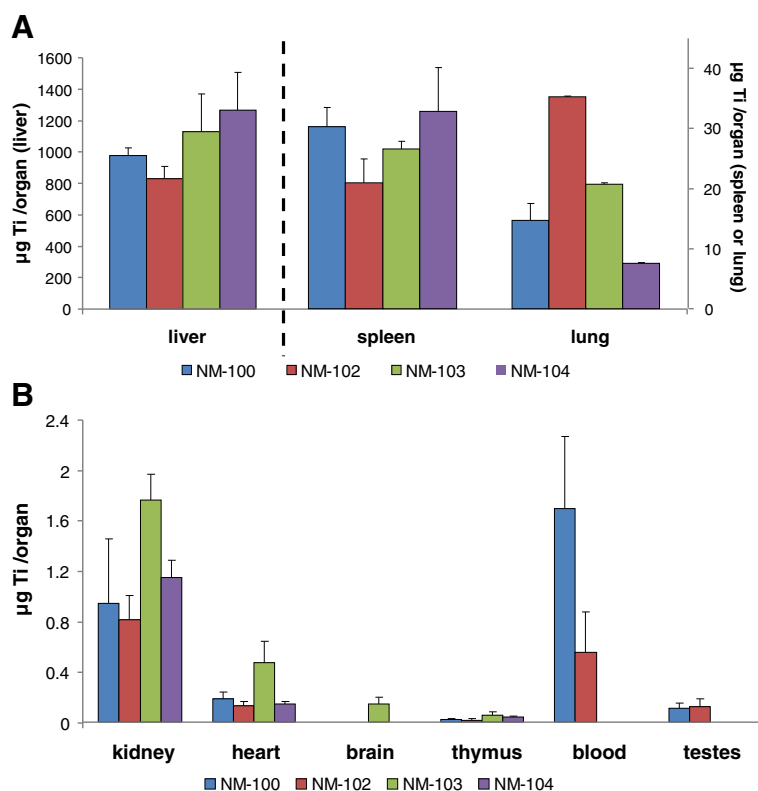 A
µg Ti /organ (liver)
1600
1400
1200
1000
800
600
400
200
0
µg Ti /organ (spleen or lung)
40
30
20
10
0
liver spleen lung
NM-100 NM-102 NM-103 NM-104
B
µg Ti /organ
2.4
2
1.6
1.2
0.8
0.4
0
kidney heart brain thymus blood testes
NM-100 NM-102 NM-103 NM-104